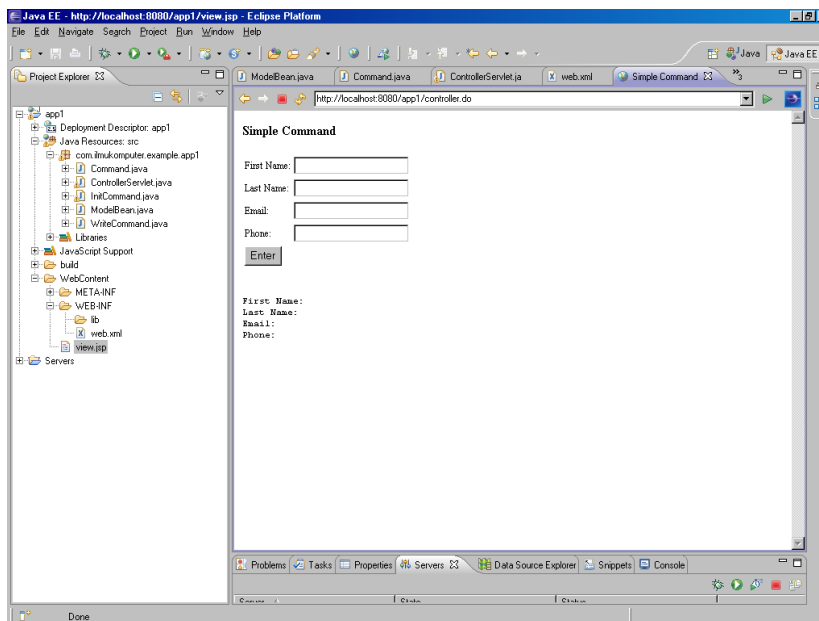 Java EE - http://localhost:8080/app1/view.jsp - Eclipse Platform
File Edit Navigate Search Project Run Window Help
Java Java EE
Project Explorer
ModelBean.java Command.java ControllerServlet.ja web.xml Simple Command 3
http://localhost:8080/app1/controller.do
app1
Deployment Descriptor: app1
Java Resources: src
com.ilmukomputer.example.app1
Command.java
ControllerServlet.java
InitCommand.java
ModelBean.java
WriteCommand.java
Libraries
JavaScript Support
build
WebContent
META-INF
WEB-INF
lib
web.xml
view.jsp
Servers
Simple Command
First Name:
Last Name:
Email:
Phone:
Enter
First Name:
Last Name:
Email:
Phone:
Problems Tasks Properties Servers Data Source Explorer Snippets Console
Server State Status
Done